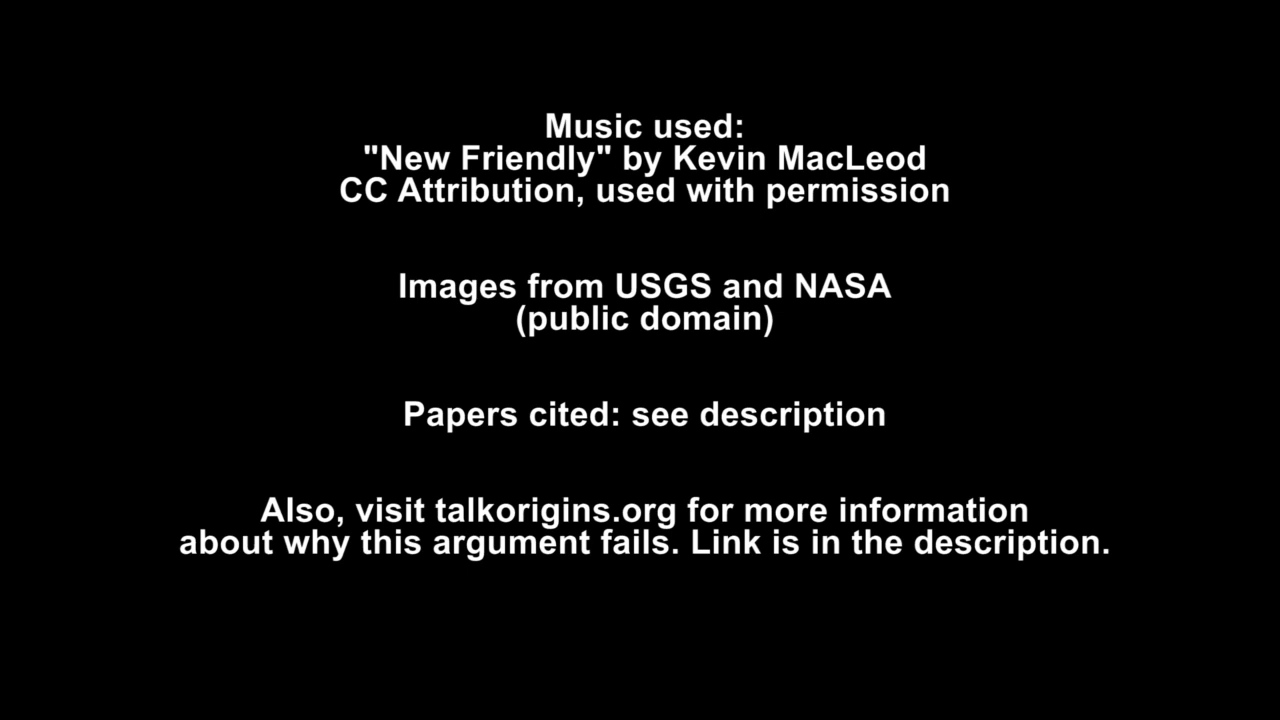 Music used:
"New Friendly" by Kevin MacLeod
CC Attribution, used with permission
Images from USGS and NASA
(public domain)
Papers cited: see description
Also, visit talkorigins.org for more information
about why this argument fails. Link is in the description.